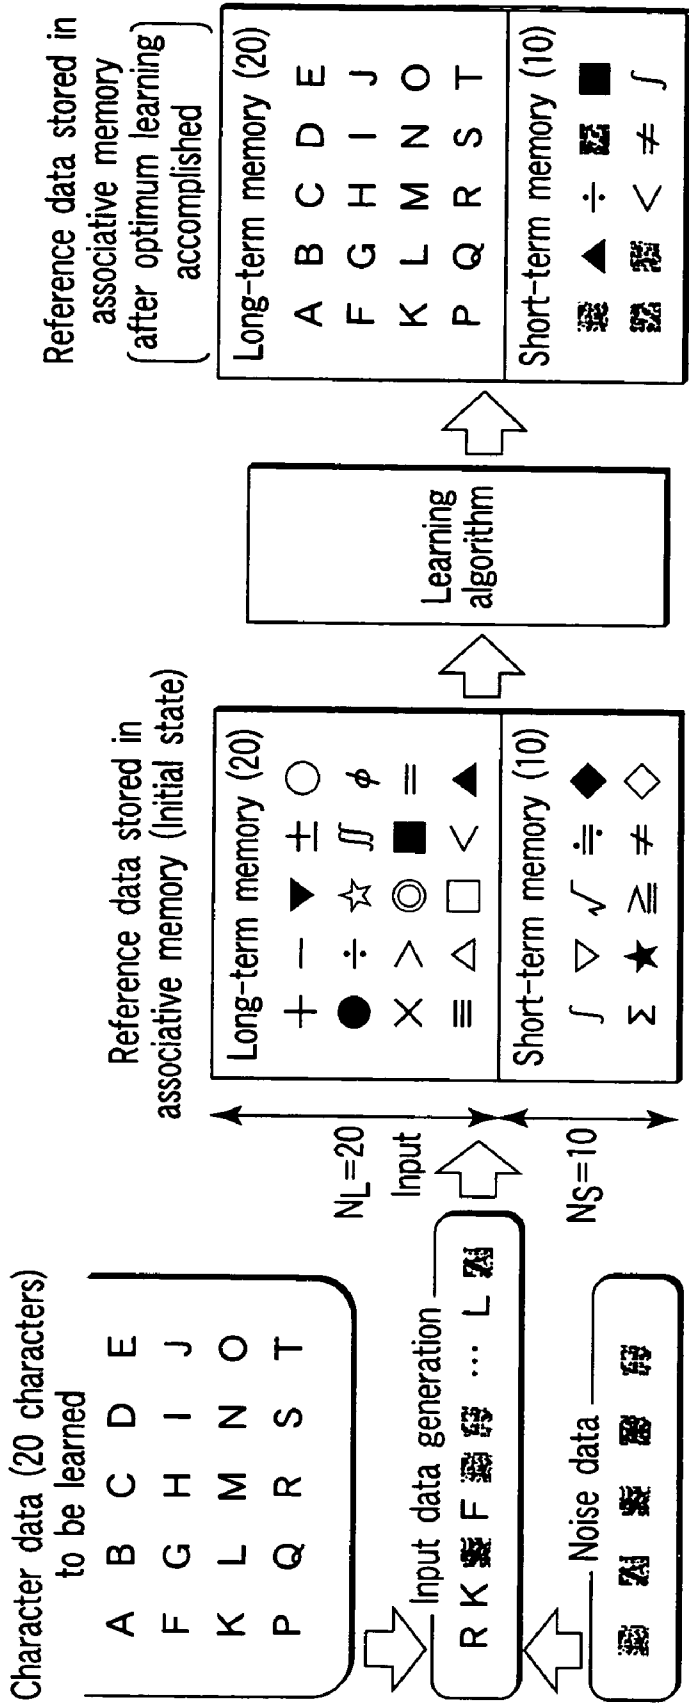 Character data (20 characters)
to be learned
A B C D E
F G H I J
K L M N O
P Q R S T
Input data generation
R K F ... L
Noise data
NL=20
Input
NS=10
Reference data stored in
associative memory (Initial state)
Long-term memory (20)
+ − ▼ ± ○
● ÷ ☆ ∬ ϕ
× > ◎ ■ =
≡ △ □ < ▲
Short-term memory (10)
∫ ▽ √ ≒ ◆
Σ ★ ≧ ≠ ◇
Learning
algorithm
Reference data stored in
associative memory
(after optimum learning
accomplished)
Long-term memory (20)
A B C D E
F G H I J
K L M N O
P Q R S T
Short-term memory (10)
▲ ÷ ■
< ≠ ∫